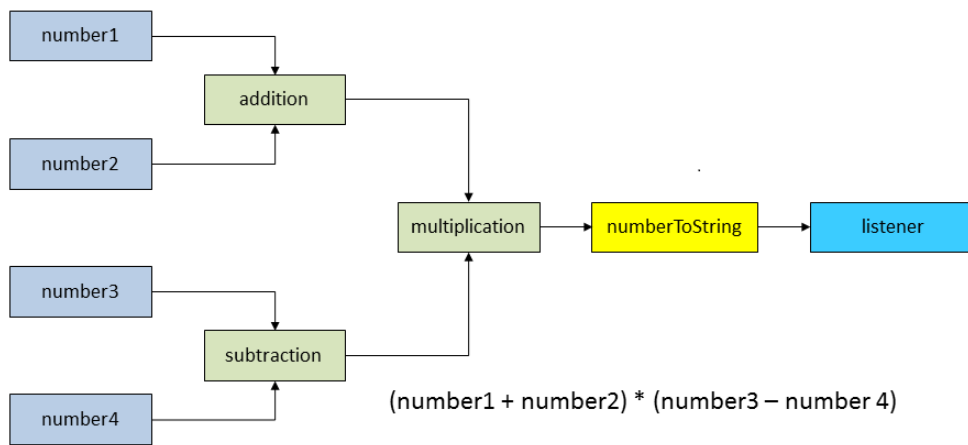 number1
addition
number2
multiplication
numberToString
listener
number3
subtraction
number4
(number1 + number2) * (number3 – number 4)